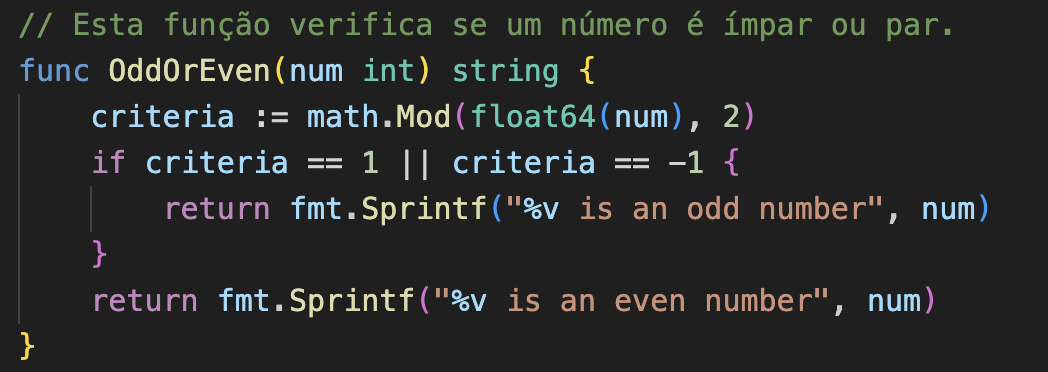 // Esta função verifica se um número é ímpar ou par.
func OddOrEven(num int) string {
    criteria := math.Mod(float64(num), 2)
    if criteria == 1 || criteria == -1 {
        return fmt.Sprintf("%v is an odd number", num)
    }
    return fmt.Sprintf("%v is an even number", num)
}